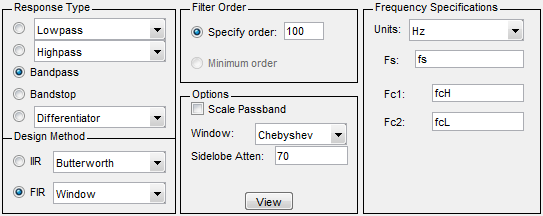 Response Type
Lowpass
Highpass
Bandpass
Bandstop
Differentiator
Design Method
IIR
Butterworth
FIR
Window
Filter Order
Specify order:
100
Minimum order
Options
Scale Passband
Window:
Chebyshev
Sidelobe Atten:
70
View
Frequency Specifications
Units:
Hz
Fs:
fs
Fc1:
fcH
Fc2:
fcL